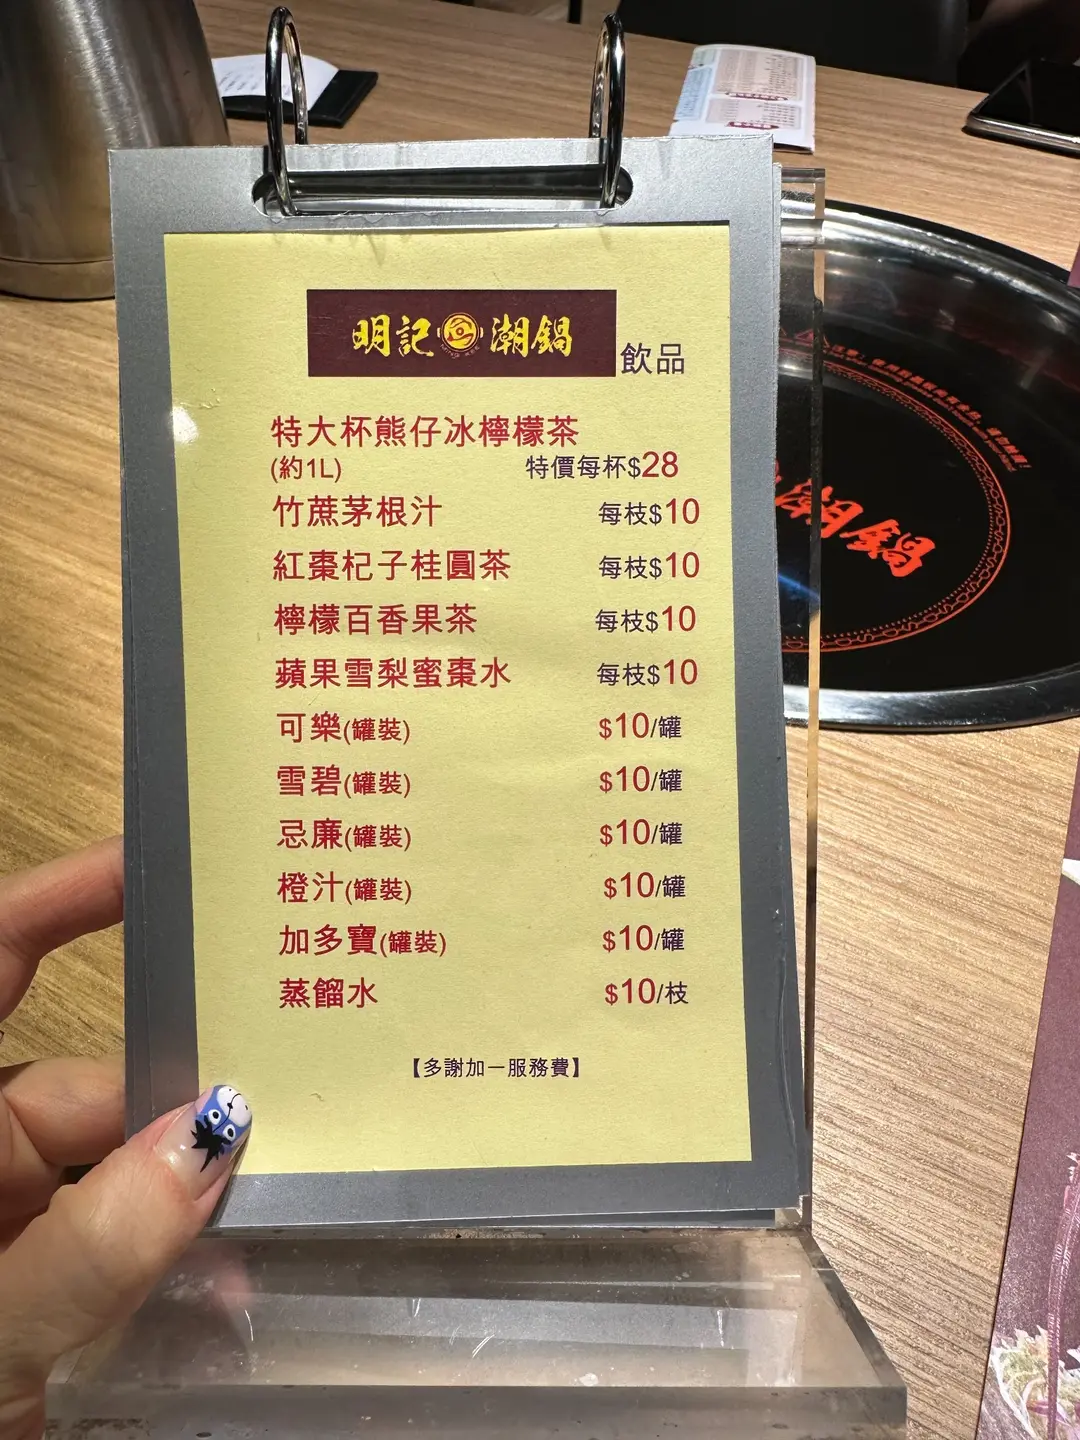 明記 潮鍋 飲品
特大杯熊仔冰檸檬茶
(約1L) 特價每杯$28
竹蔗茅根汁 每枝$10
紅棗杞子桂圓茶 每枝$10
檸檬百香果茶 每枝$10
蘋果雪梨蜜棗水 每枝$10
可樂(罐裝) $10/罐
雪碧(罐裝) $10/罐
忌廉(罐裝) $10/罐
橙汁(罐裝) $10/罐
加多寶(罐裝) $10/罐
蒸餾水 $10/枝
【多謝加一服務費】
潮鍋